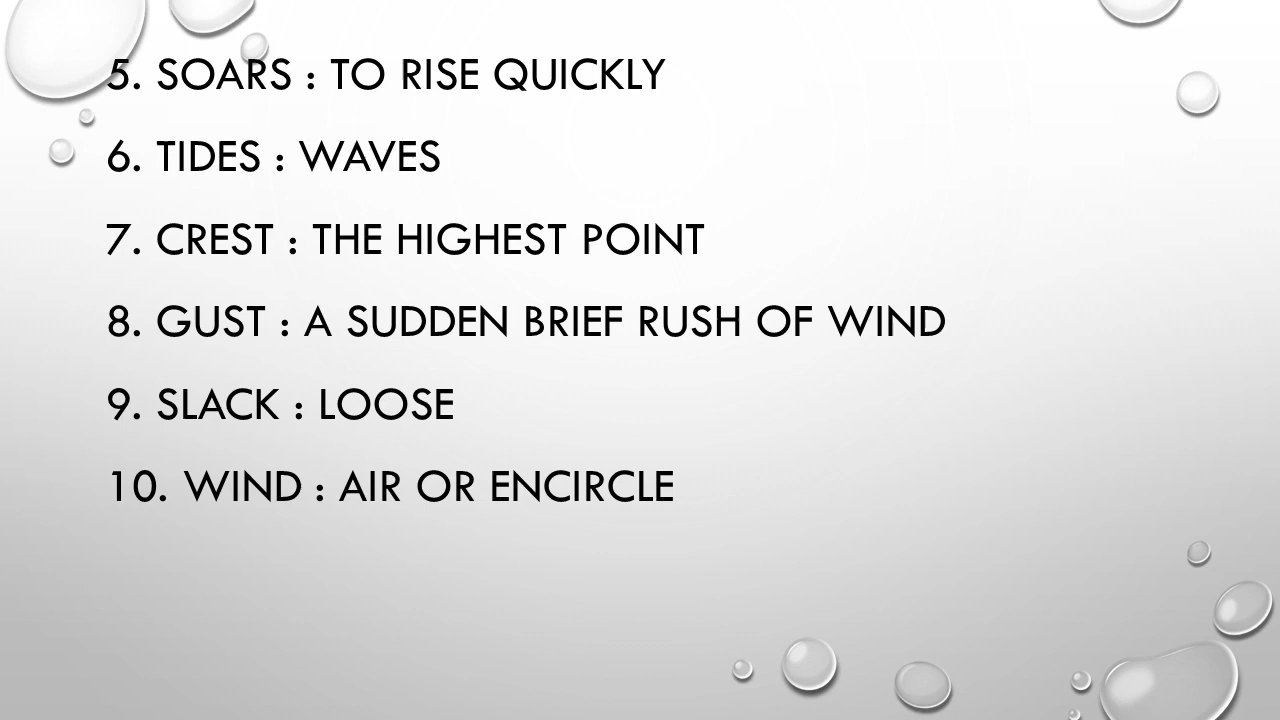 5. SOARS : TO RISE QUICKLY
6. TIDES : WAVES
7. CREST : THE HIGHEST POINT
8. GUST : A SUDDEN BRIEF RUSH OF WIND
9. SLACK : LOOSE
10. WIND : AIR OR ENCIRCLE